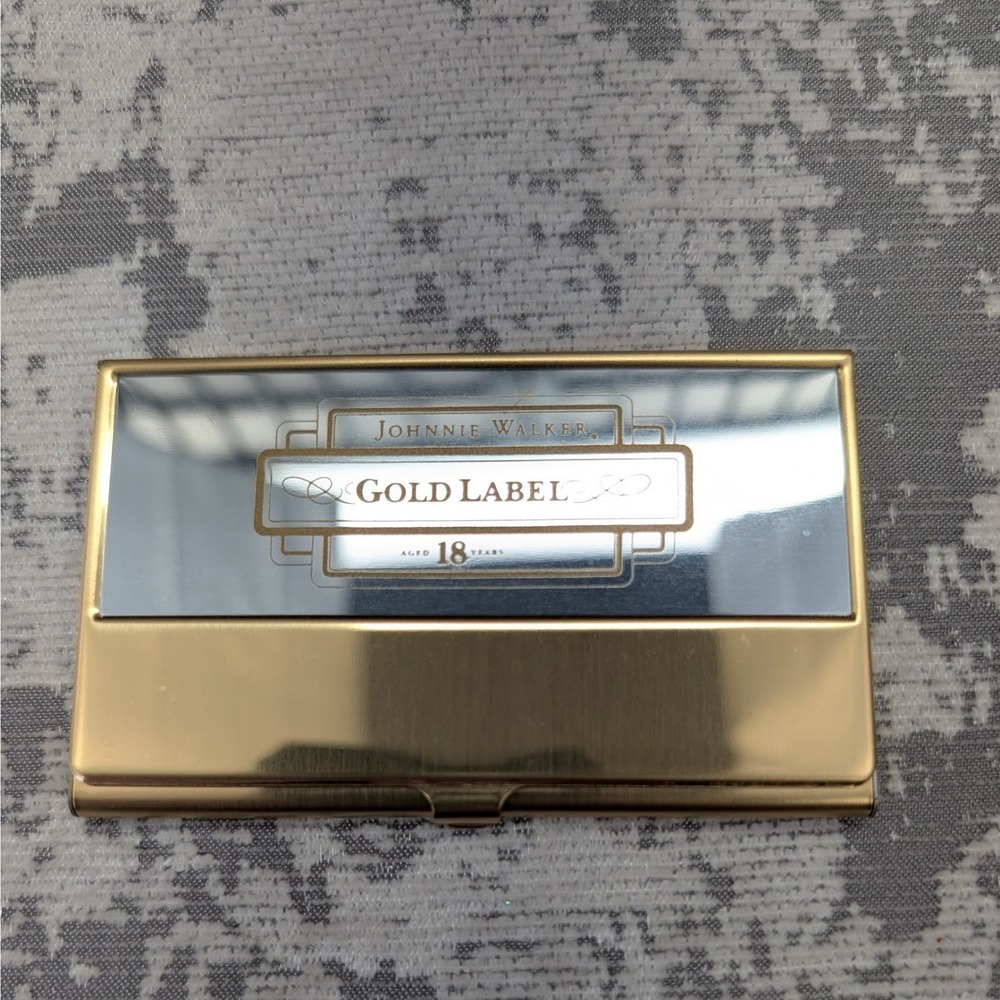 JOHNNIE WALKER®
GOLD LABEL
AGED 18 YEARS